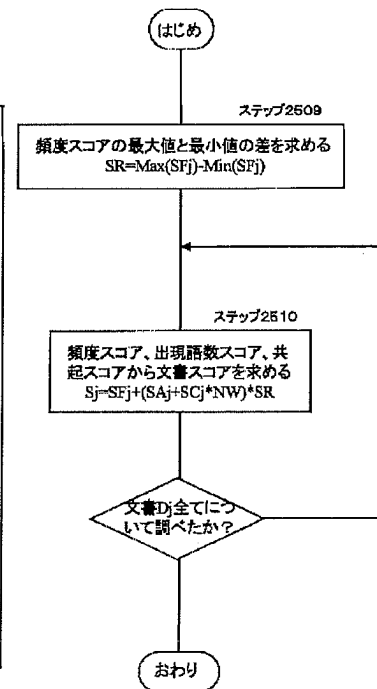 はじめ
ステップ2509
頻度スコアの最大値と最小値の差を求める
SR=Max(SFj)-Min(SFj)
ステップ2510
頻度スコア、出現語数スコア、共
起スコアから文書スコアを求める
Sj=SFj+(SAj+SCj*NW)*SR
文書Dj全てにつ
いて調べたか？
おわり